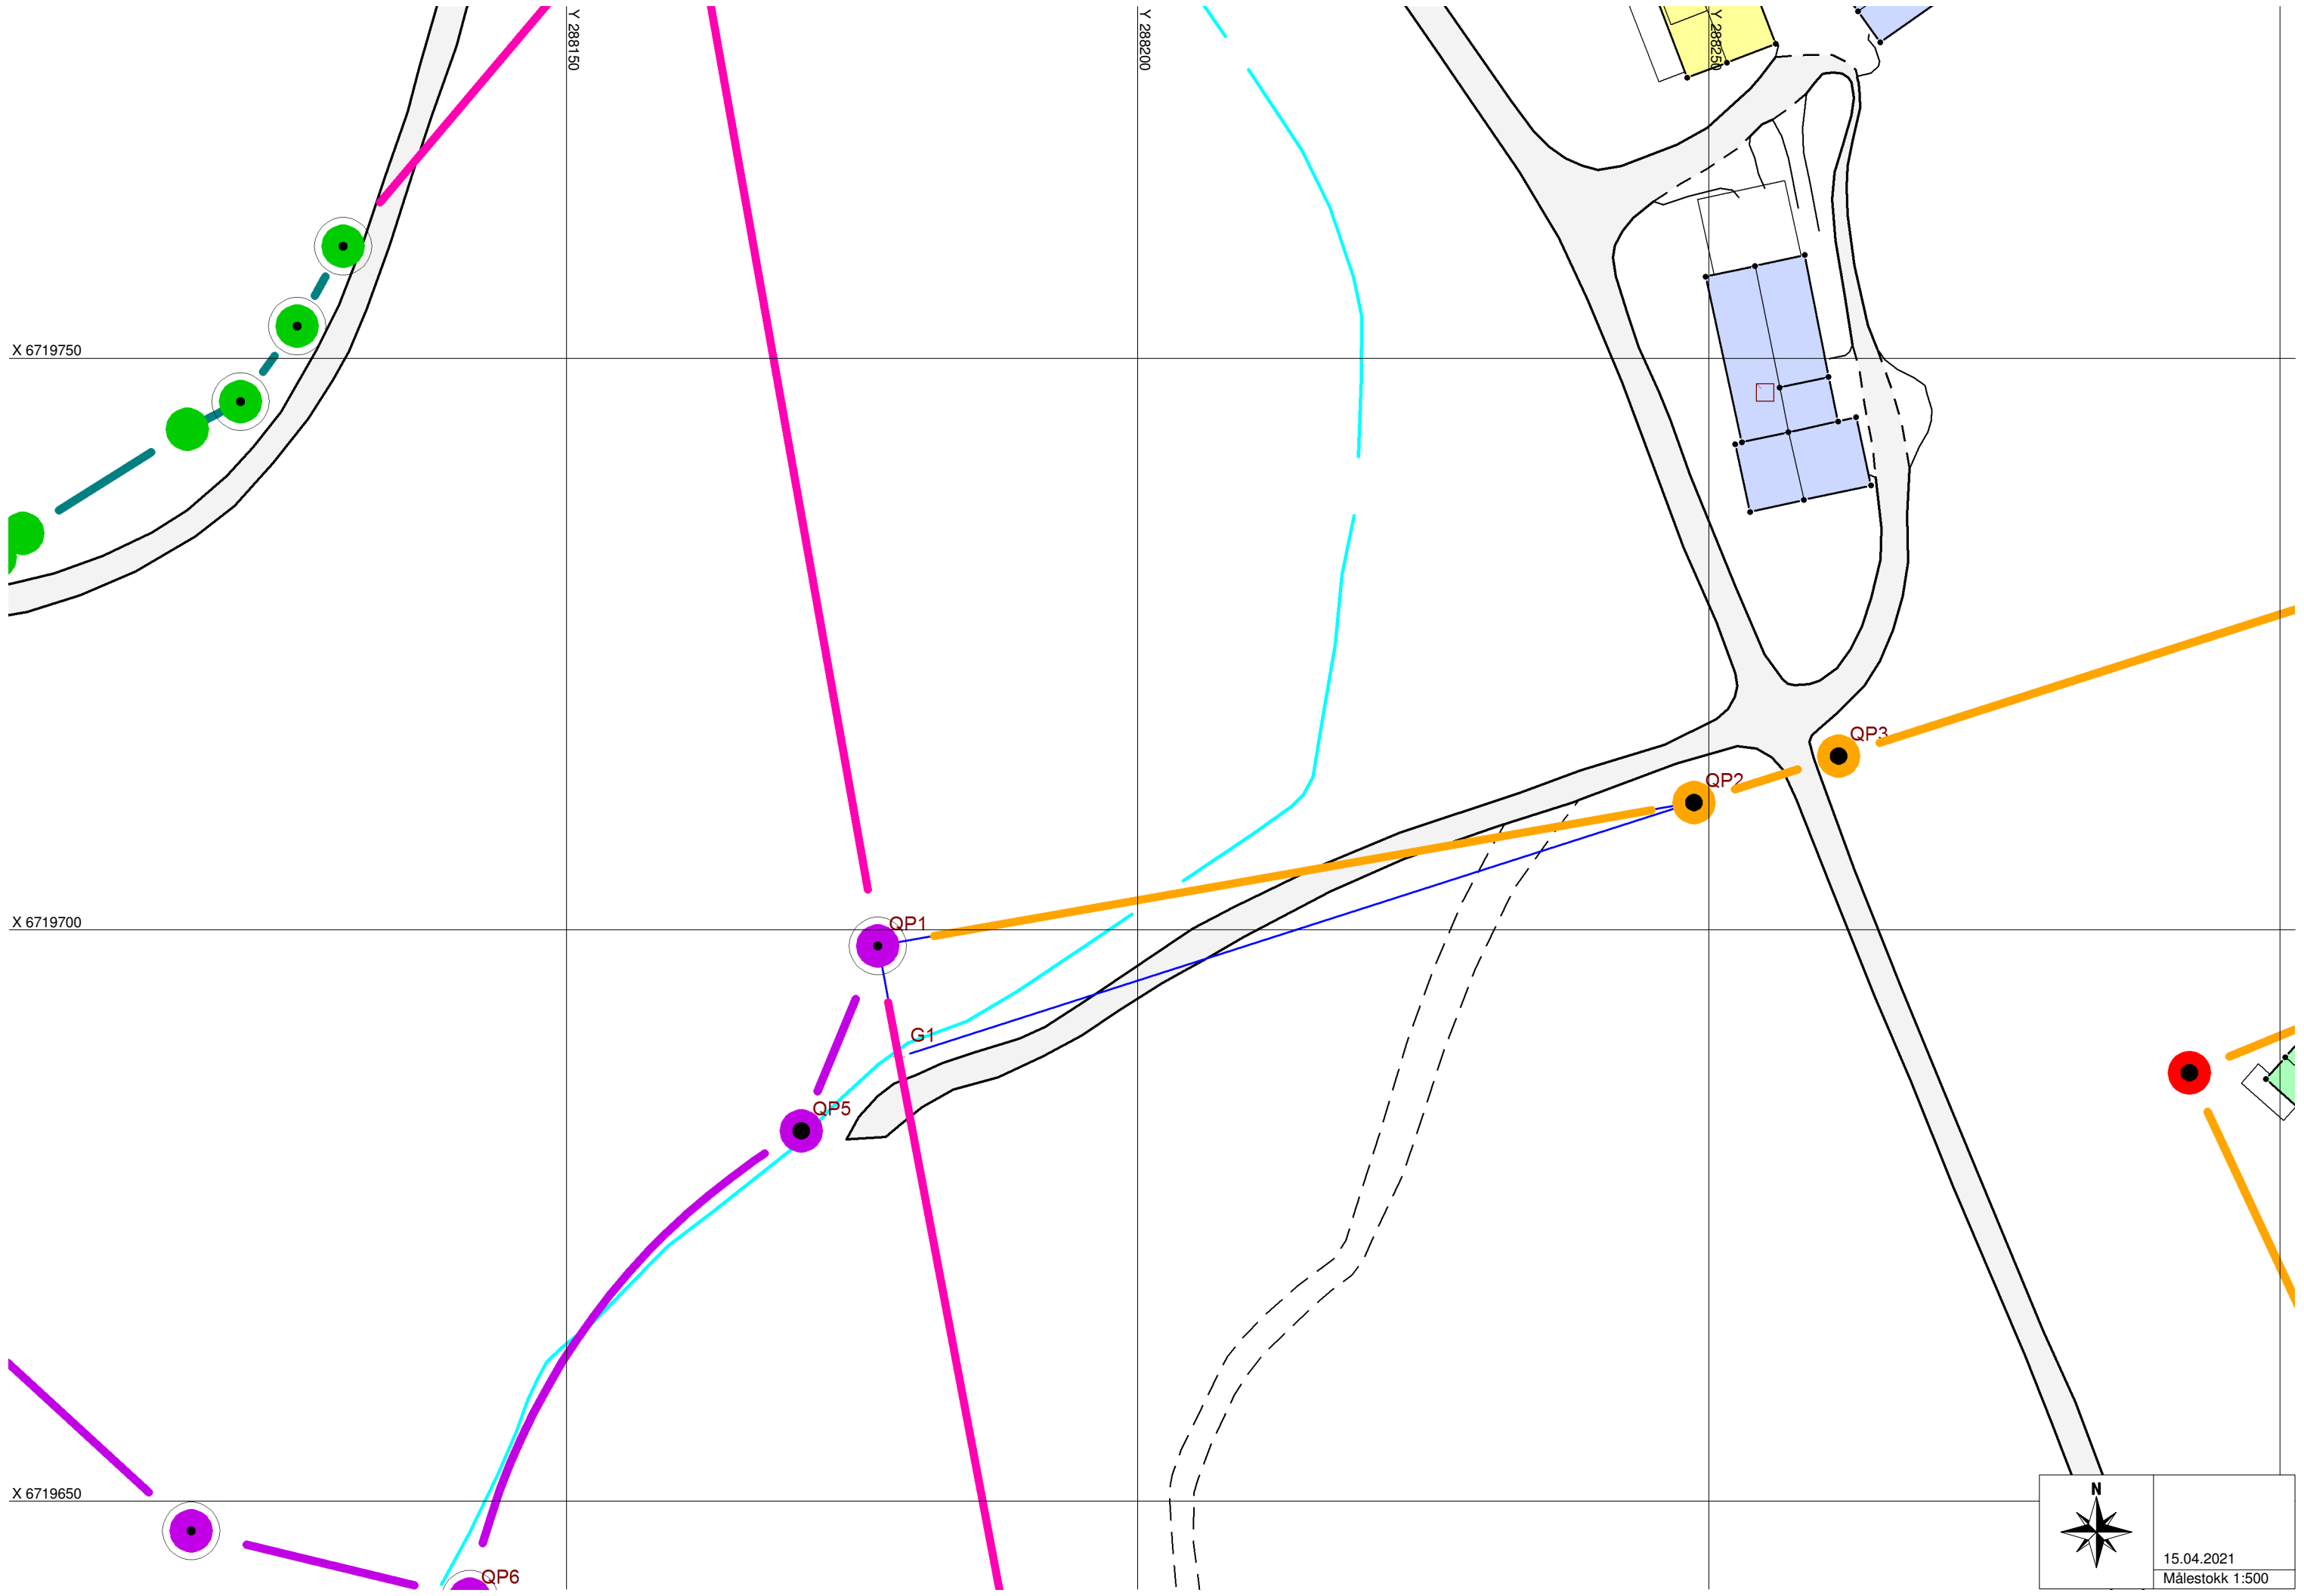 Y 288150
Y 288200
Y 288250
X 6719750
QP3
QP2
X 6719700
QP1
G1
QP5
X 6719650
N
15.04.2021
QP6
Målestokk 1:500